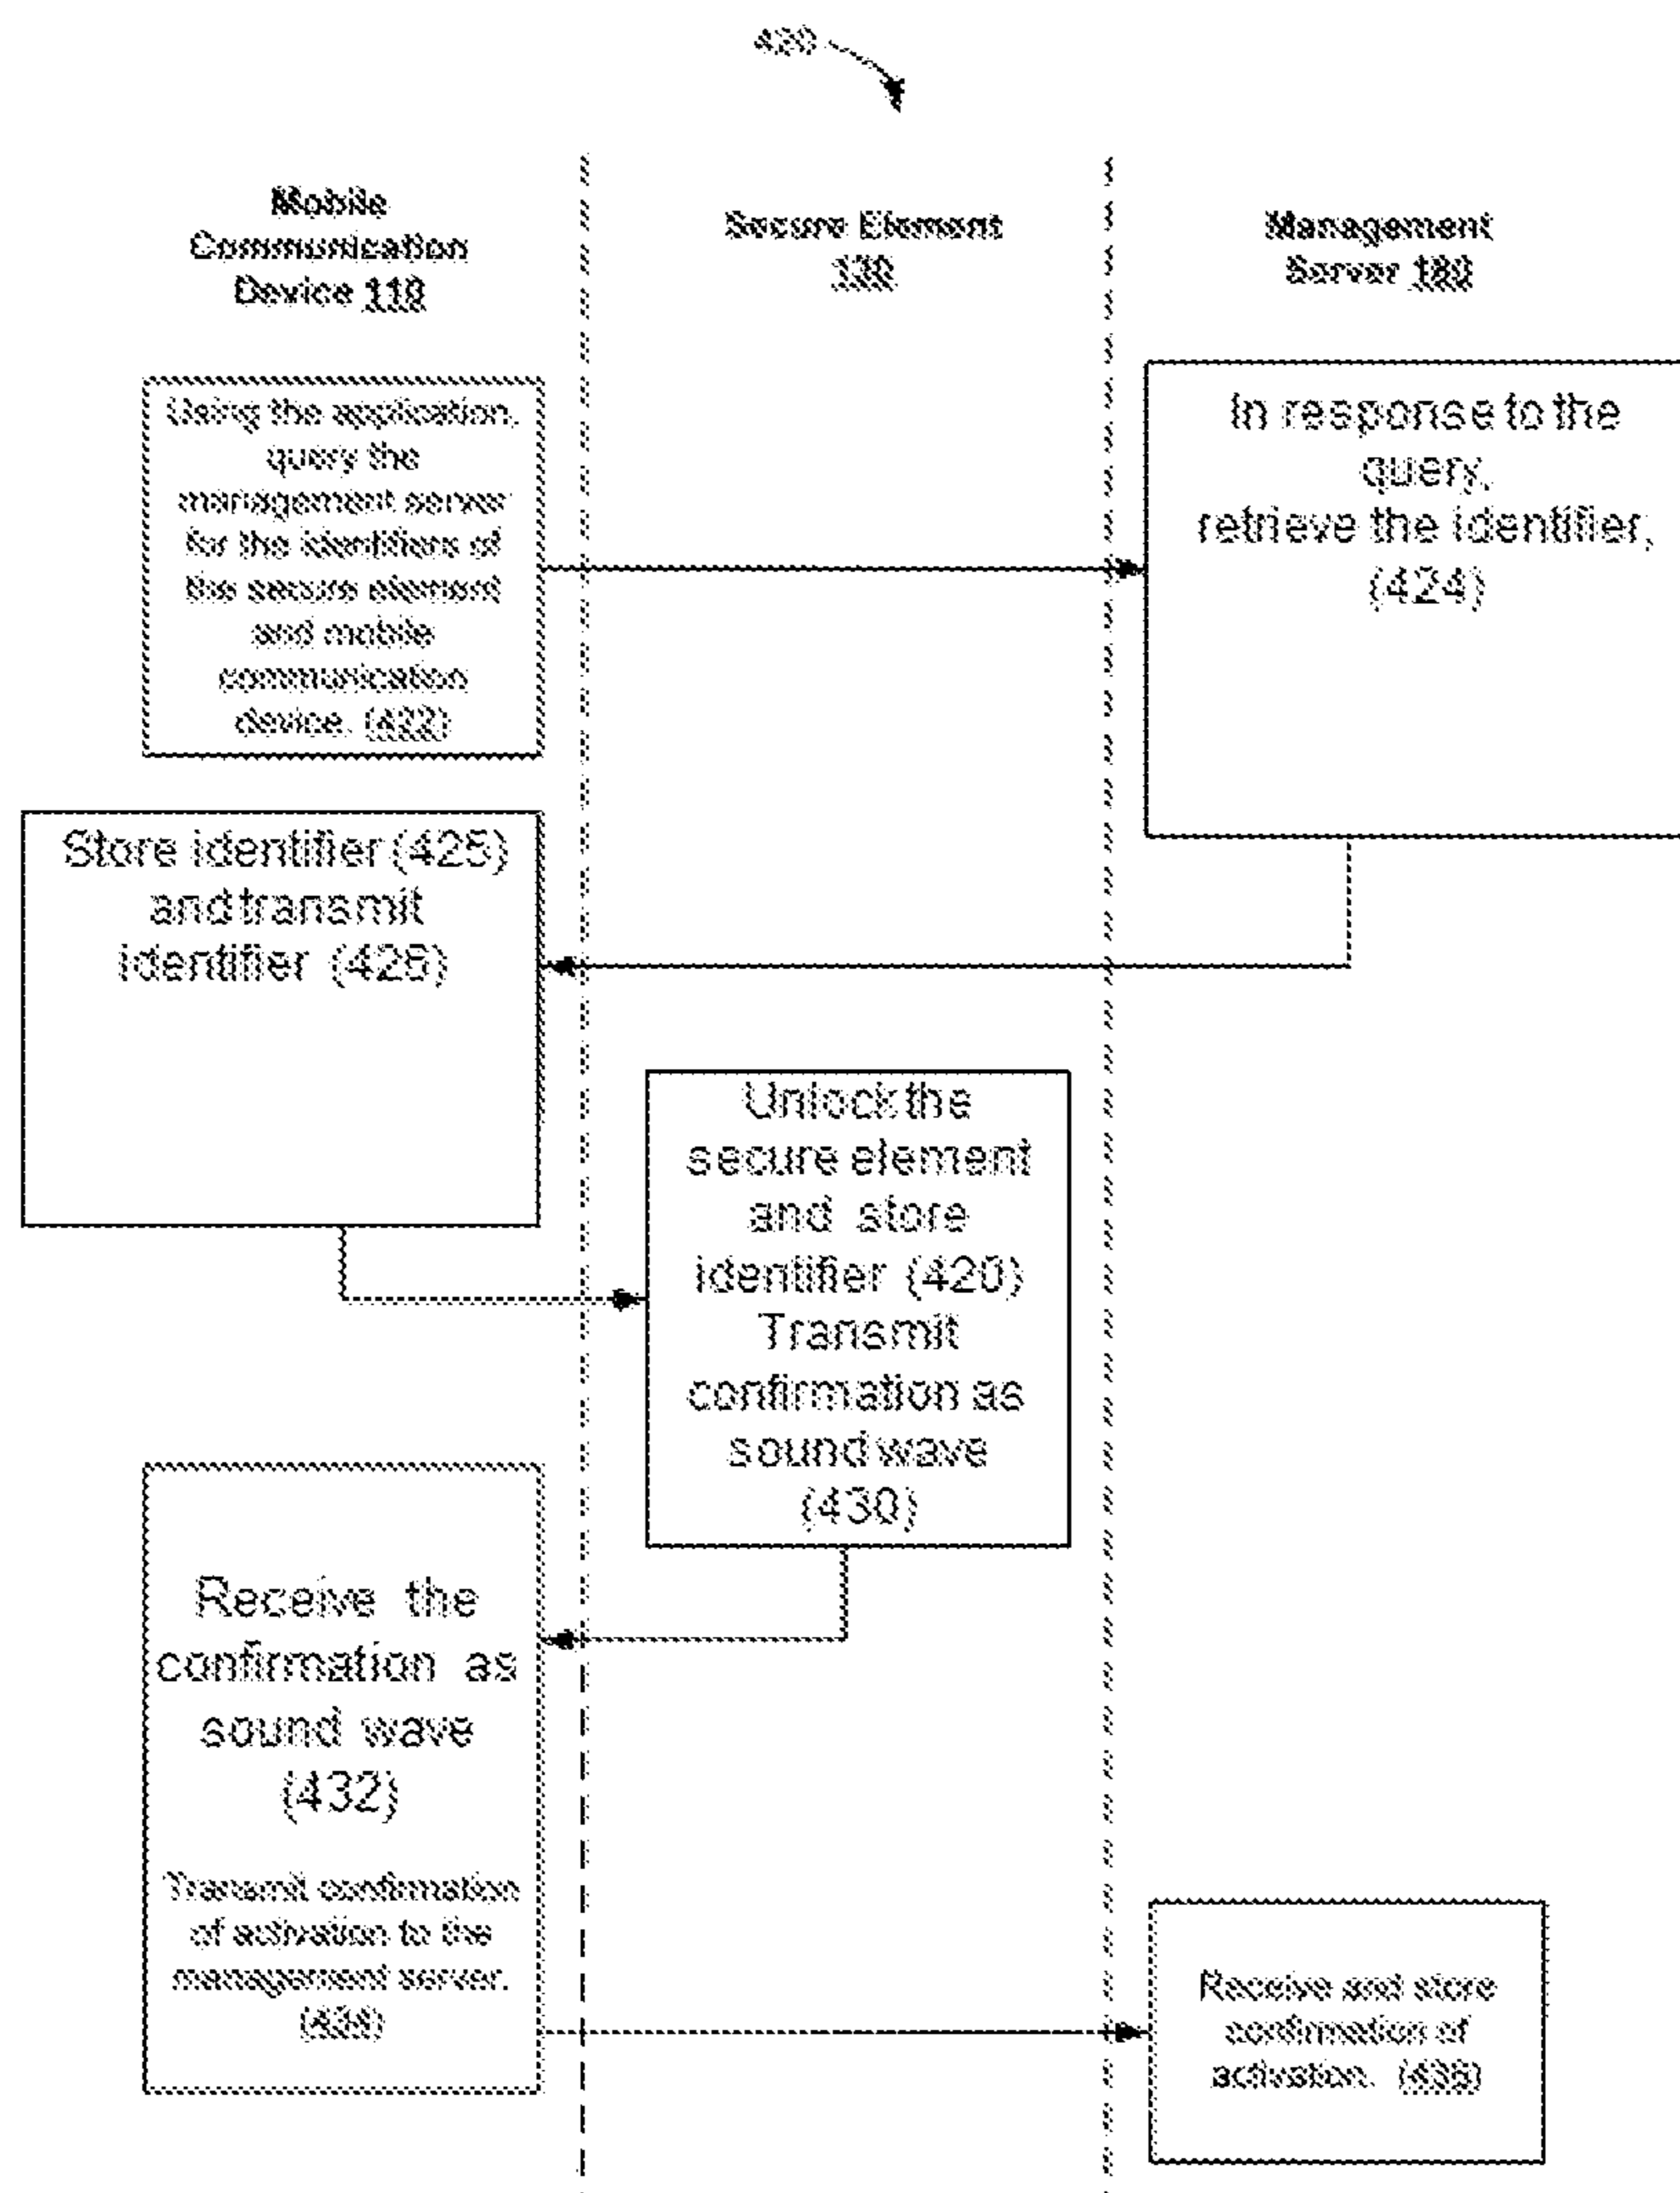 420
Mobile
Communication
Device 110
Secure Element
130
Management
Server 180
Using the application,
query the
management server
for the identifiers of
the secure element
and mobile
communication
device. (422)
In response to the
query,
retrieve the identifier,
(424)
Store identifier (425)
and transmit
identifier (428)
Unlock the
secure element
and store
identifier (420)
Transmit
confirmation as
sound wave
(430)
Receive the
confirmation as
sound wave
(432)
Transmit confirmation
of activation to the
management server.
(434)
Receive and store
confirmation of
activation.